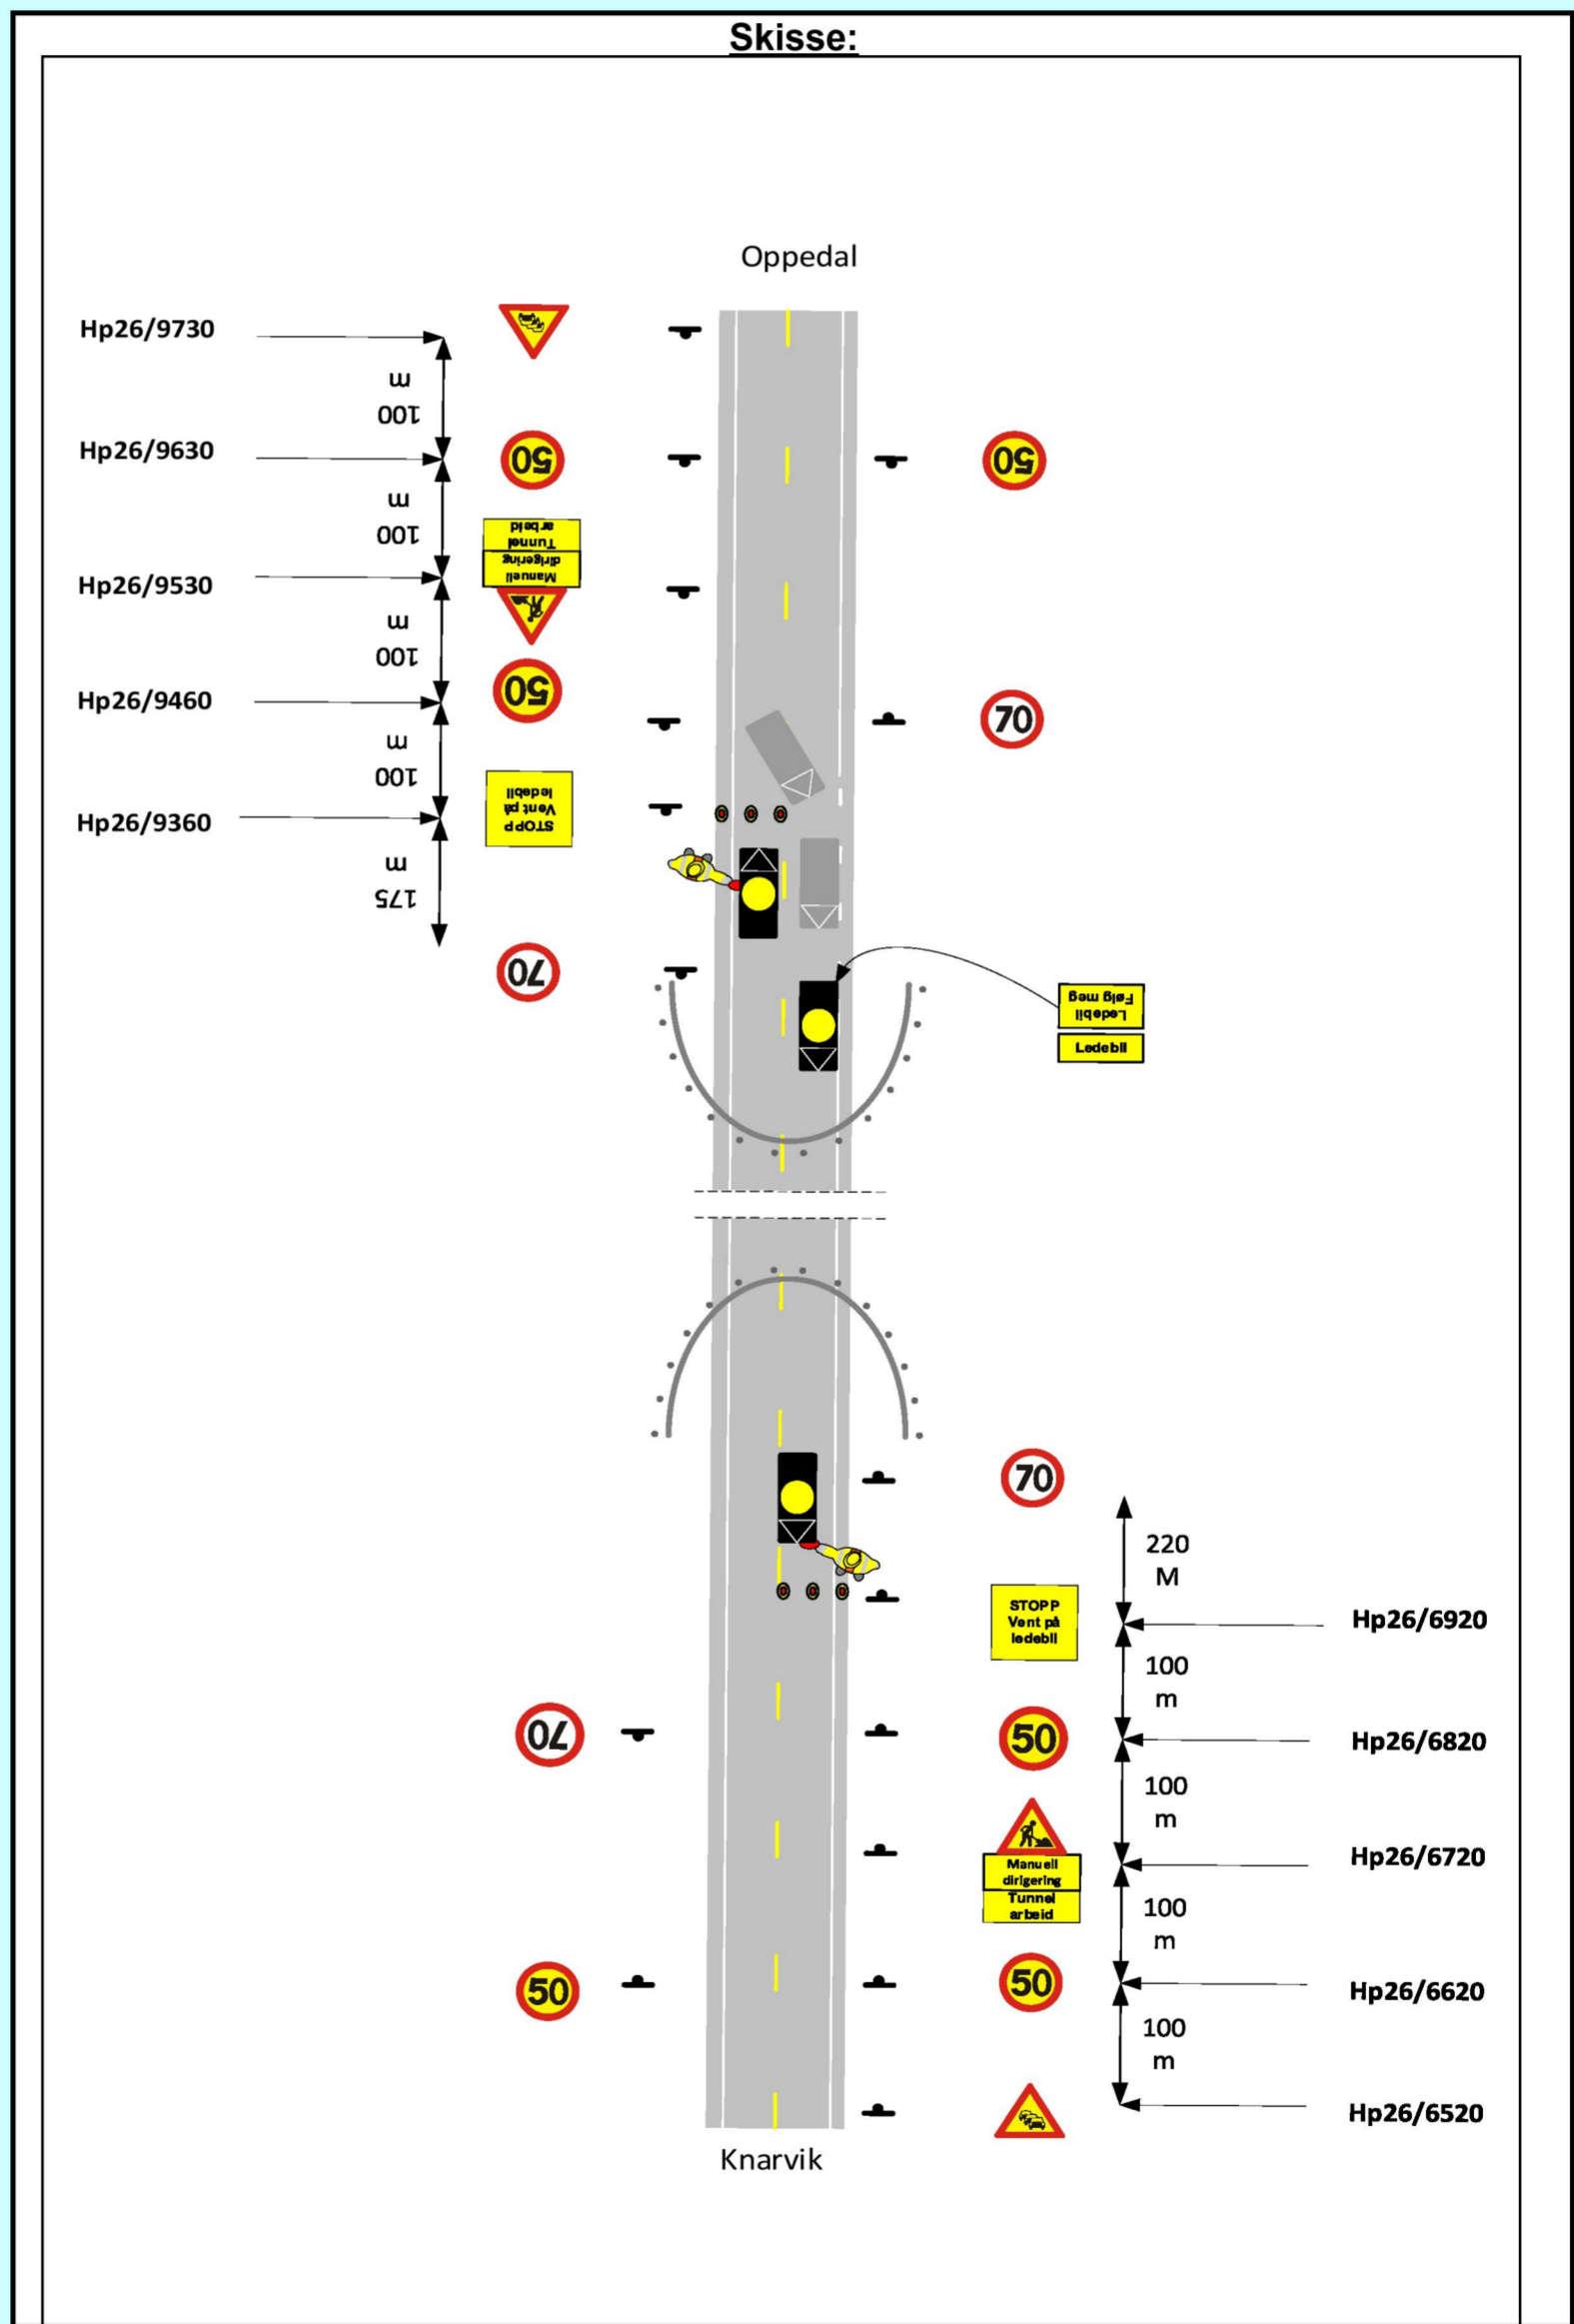 Skisse:
Oppedal
Hp26/9730
100
m
Hp26/9630
50
50
100
m
Manuell
dirigering
Tunnel
arbeid
Hp26/9530
100
m
Hp26/9460
50
70
100
m
STOPP
Vent på
ledebil
Hp26/9360
175
m
70
Ledebil
Følg meg
Ledebil
70
220
M
STOPP
Vent på
ledebil
Hp26/6920
100
m
70
50
Hp26/6820
100
m
Manuell
dirigering
Tunnel
arbeid
Hp26/6720
100
m
50
50
Hp26/6620
100
m
Hp26/6520
Knarvik